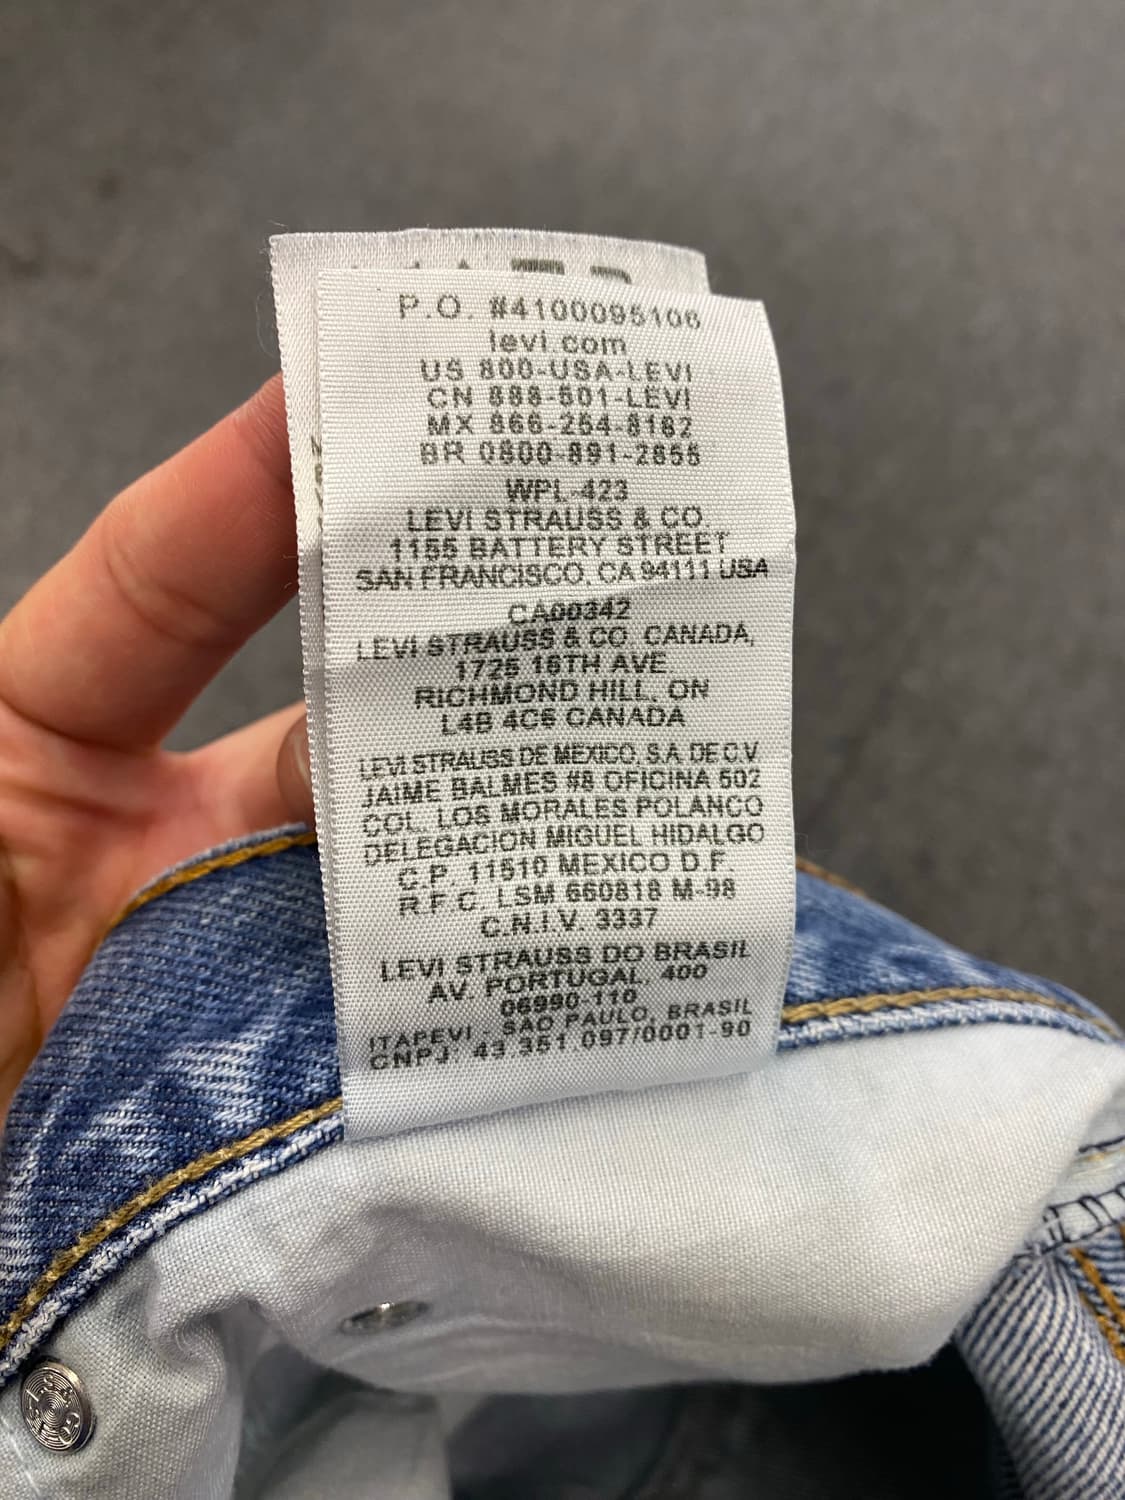 P.O. #4100095106
levi.com
US 800-USA-LEVI
CN 888-501-LEVI
MX 866-254-8162
BR 0800-891-2855
WPL-423
LEVI STRAUSS & CO.
1155 BATTERY STREET
SAN FRANCISCO, CA 94111 USA
CA00342
LEVI STRAUSS & CO. CANADA,
1725 16TH AVE
RICHMOND HILL, ON
L4B 4C6 CANADA
LEVI STRAUSS DE MEXICO, S.A. DE C.V.
JAIME BALMES #8 OFICINA 502
COL. LOS MORALES POLANCO
DELEGACION MIGUEL HIDALGO
C.P. 11510 MEXICO D.F.
R.F.C. LSM 660818 M-98
C.N.I.V. 3337
LEVI STRAUSS DO BRASIL
AV. PORTUGAL, 400
06990-110
ITAPEVI - SAO PAULO, BRASIL
CNPJ: 43.351.097/0001-90